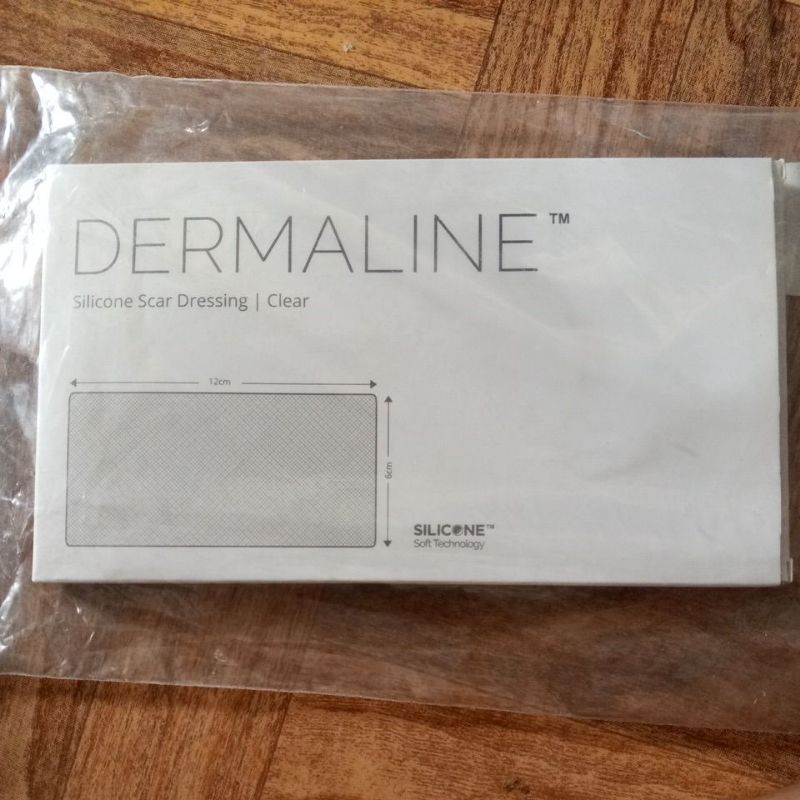 DERMALINE™
Silicone Scar Dressing | Clear
12cm
6cm
SILICONE™
Soft Technology